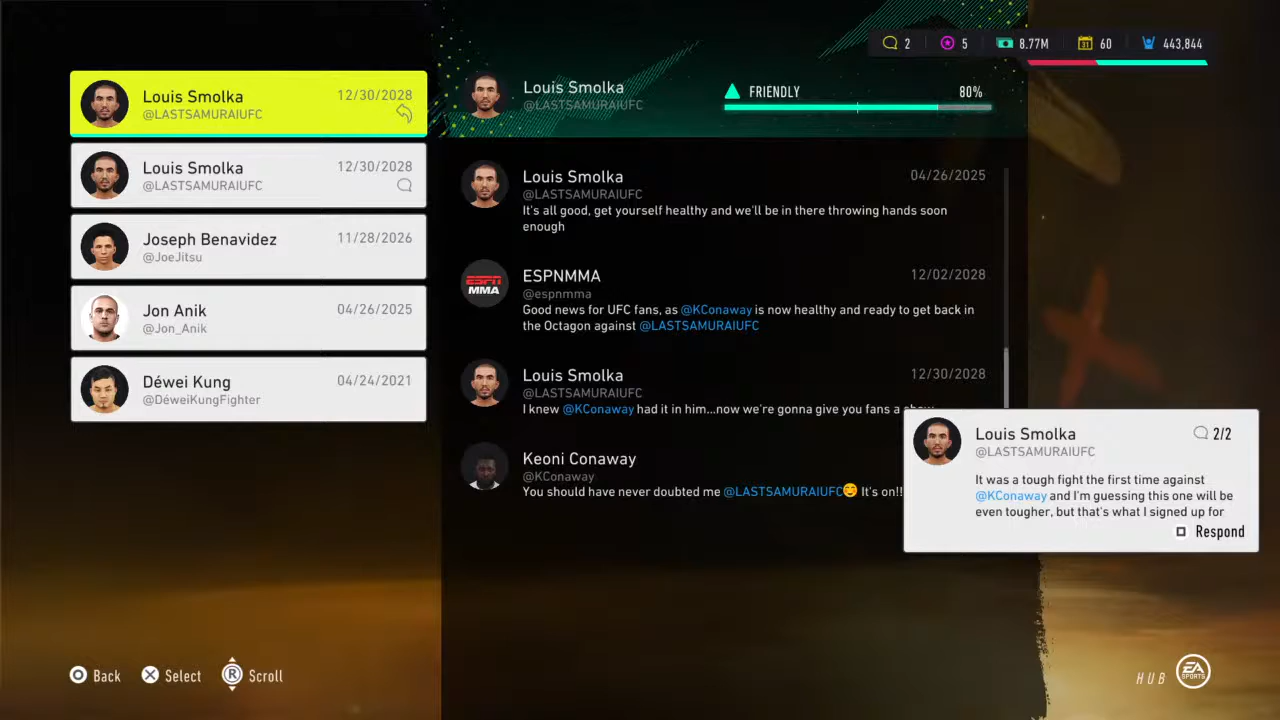 2
5
8.77M
31
60
443,844
Louis Smolka
12/30/2028
@LASTSAMURAIUFC
Louis Smolka
12/30/2028
@LASTSAMURAIUFC
Joseph Benavidez
11/28/2026
@JoeJitsu
Jon Anik
04/26/2025
@Jon_Anik
Déwei Kung
04/24/2021
@DéweiKungFighter
Louis Smolka
@LASTSAMURAIUFC
FRIENDLY
80%
Louis Smolka
04/26/2025
@LASTSAMURAIUFC
It's all good, get yourself healthy and we'll be in there throwing hands soon
enough
ESPN
MMA
ESPNMMA
12/02/2028
@espnmma
Good news for UFC fans, as @KConaway is now healthy and ready to get back in
the Octagon against @LASTSAMURAIUFC
Louis Smolka
12/30/2028
@LASTSAMURAIUFC
I knew @KConaway had it in him...now we're gonna give you fans a show
Keoni Conaway
@KConaway
You should have never doubted me @LASTSAMURAIUFC😊 It's on!!
Louis Smolka
2/2
@LASTSAMURAIUFC
It was a tough fight the first time against
@KConaway and I'm guessing this one will be
even tougher, but that's what I signed up for
Respond
Back
Select
R
Scroll
HUB
EA
SPORTS